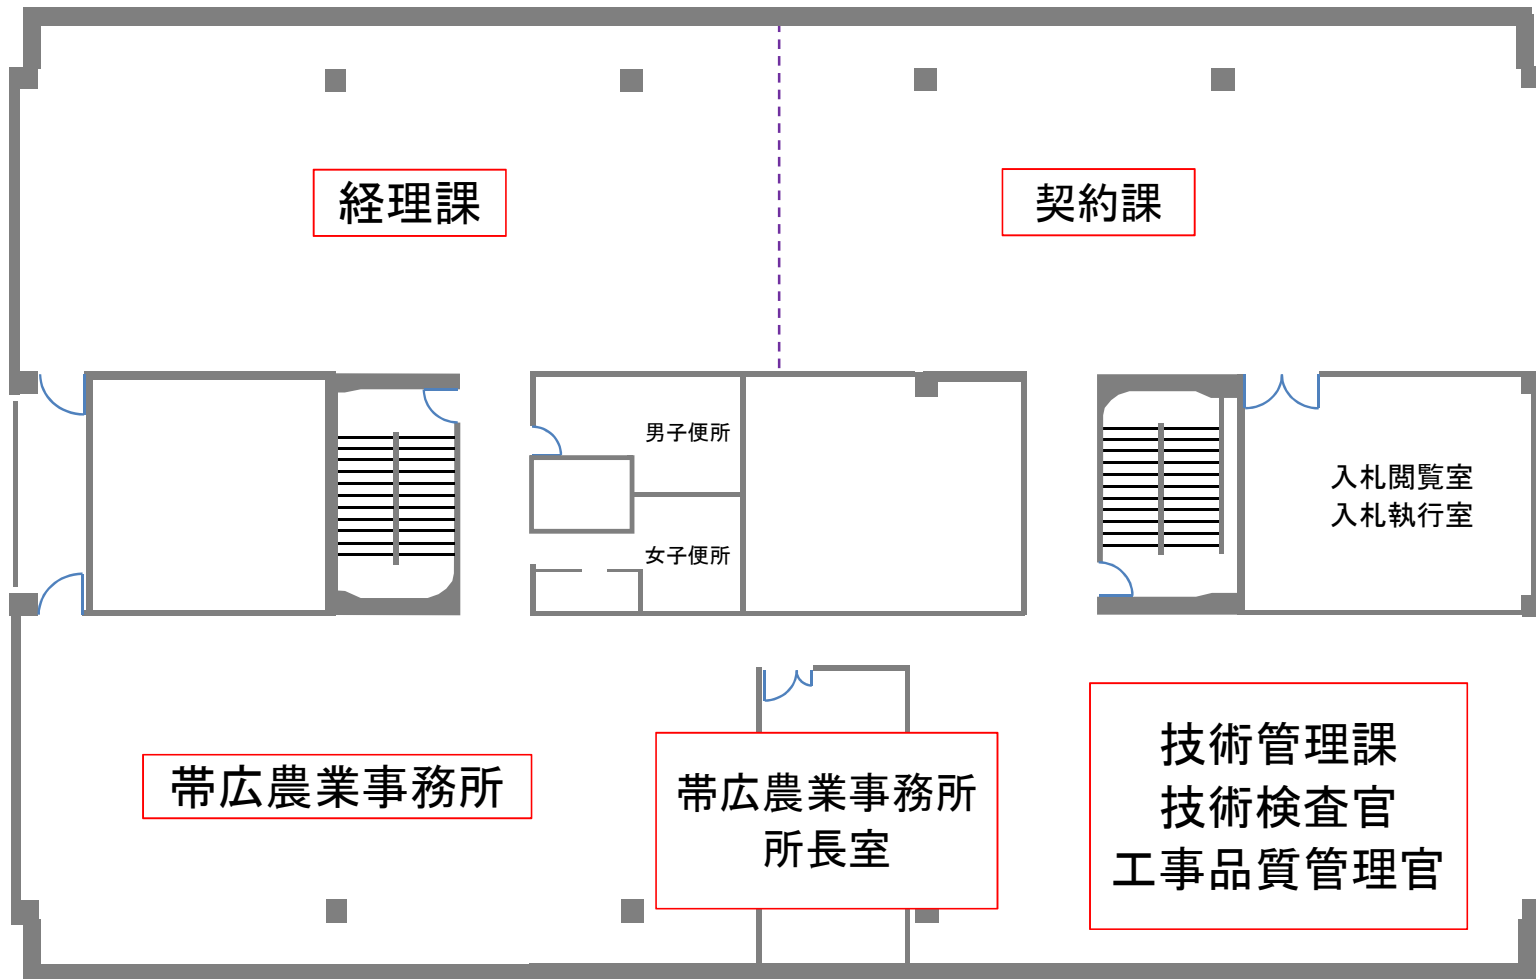 経理課
契約課
男子便所
女子便所
入札閲覧室
入札執行室
帯広農業事務所
帯広農業事務所
所長室
技術管理課
技術検査官
工事品質管理官